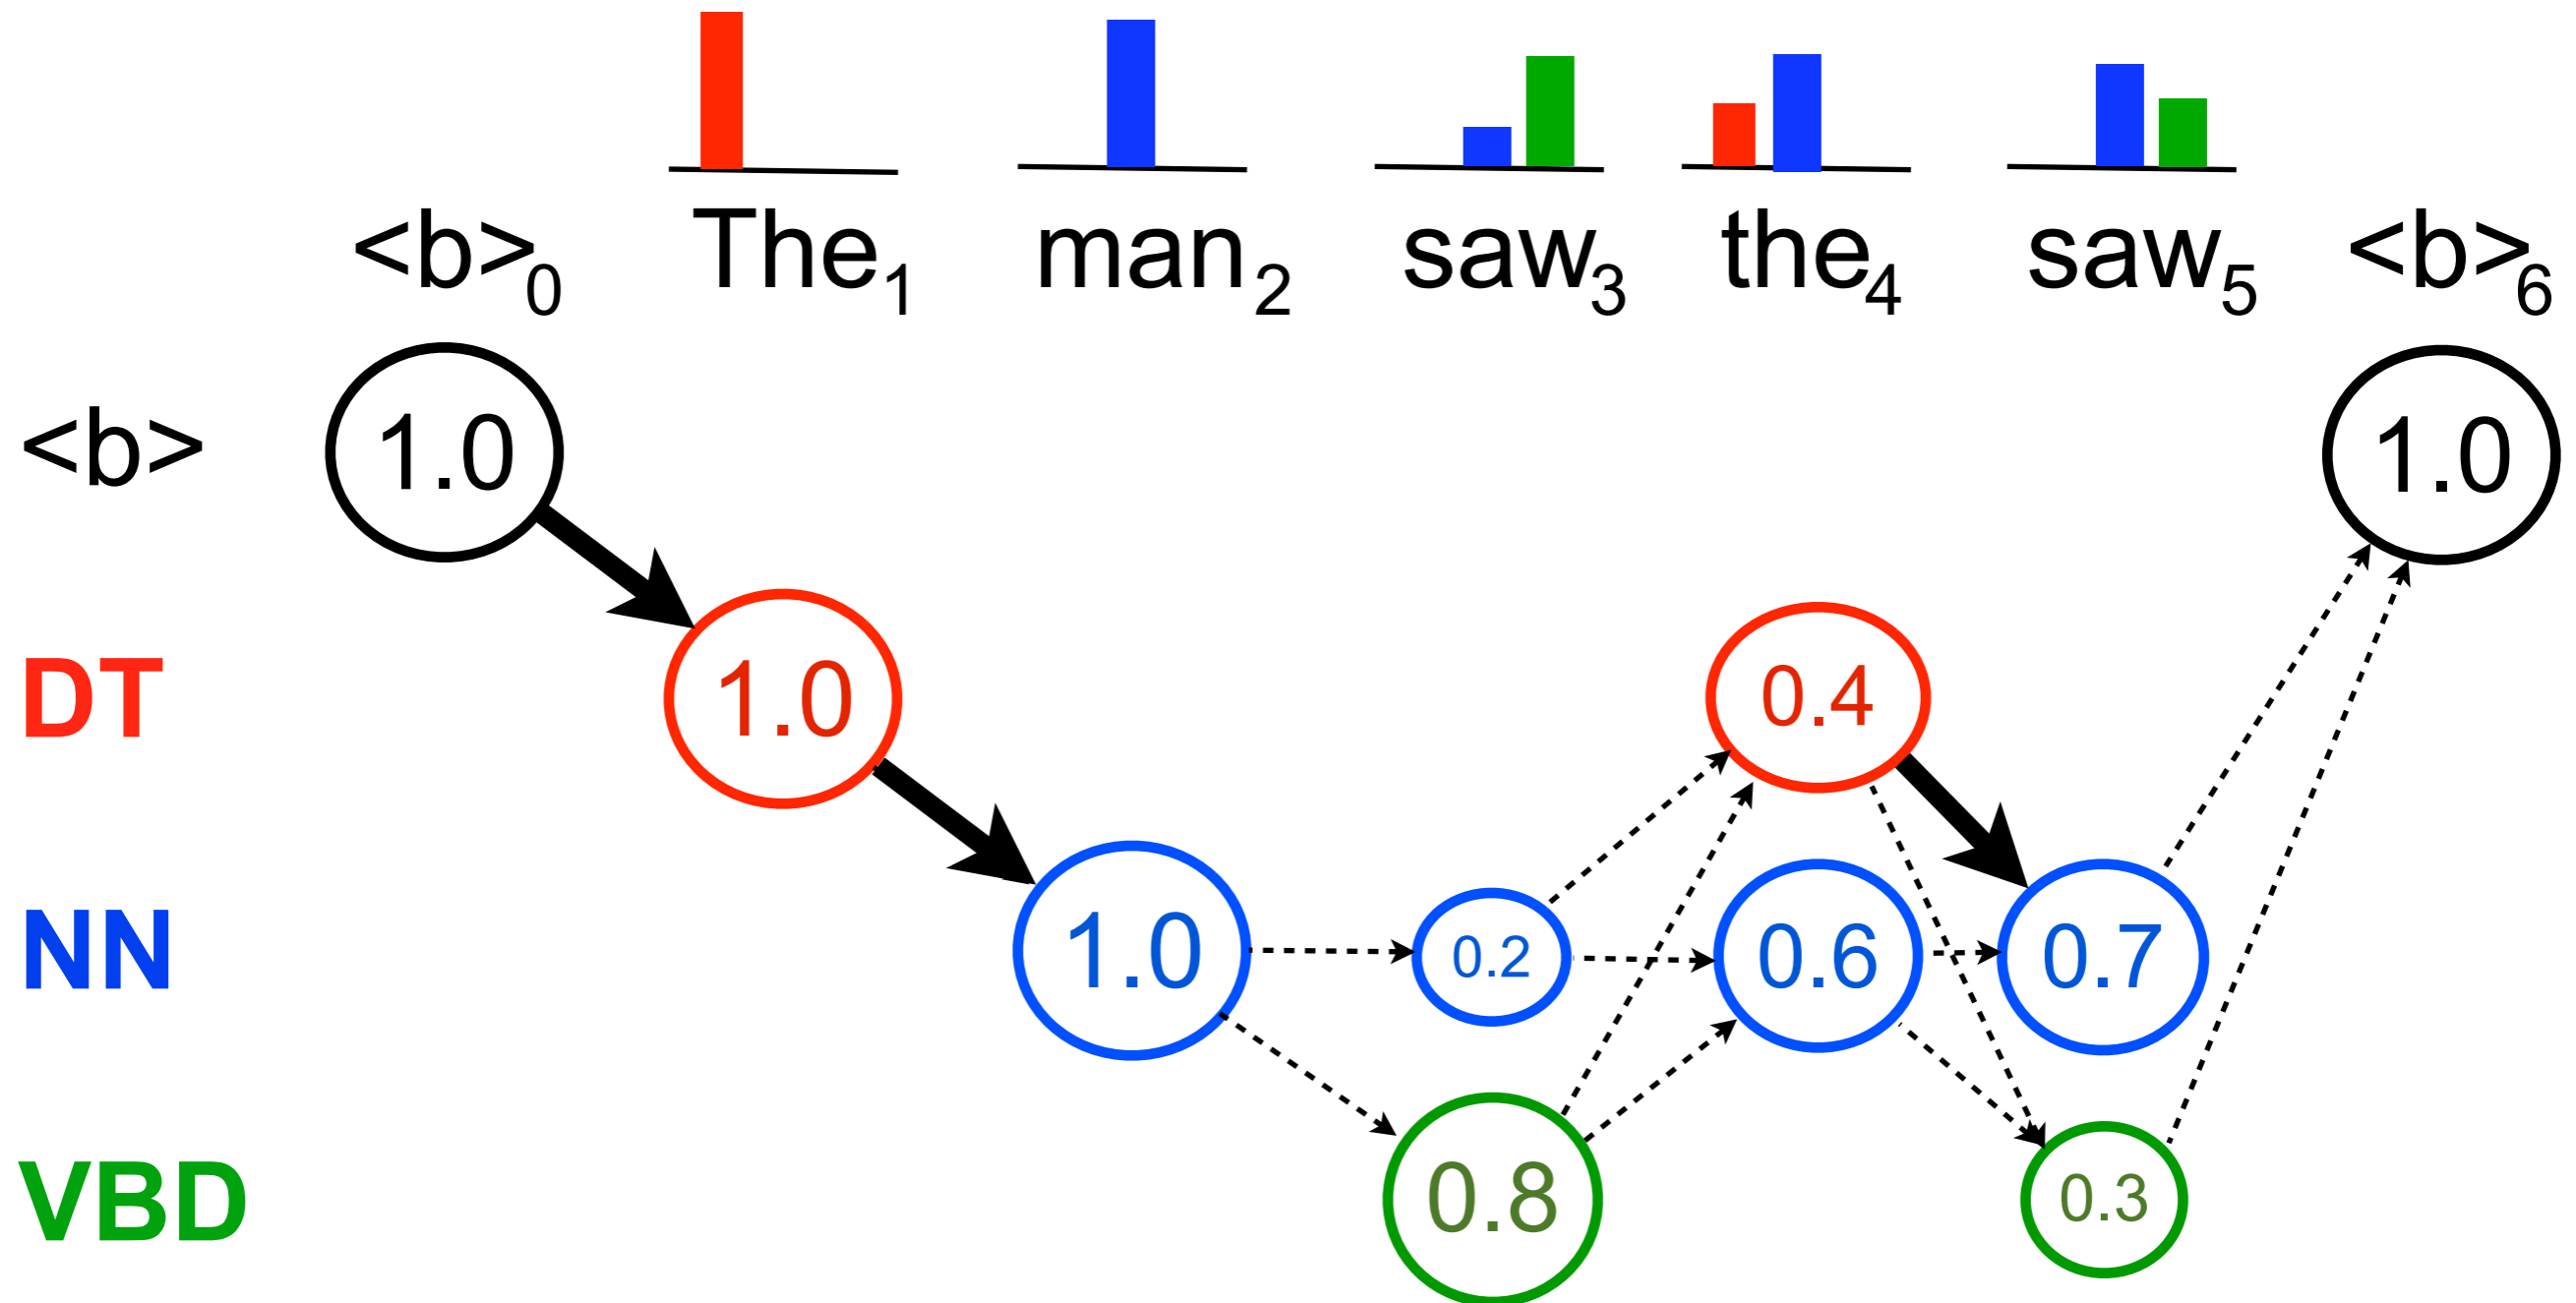 <b>0 The1 man2 saw3 the4 saw5 <b>6
<b> 1.0 1.0
DT 1.0 0.4
NN 1.0 0.2 0.6 0.7
VBD 0.8 0.3